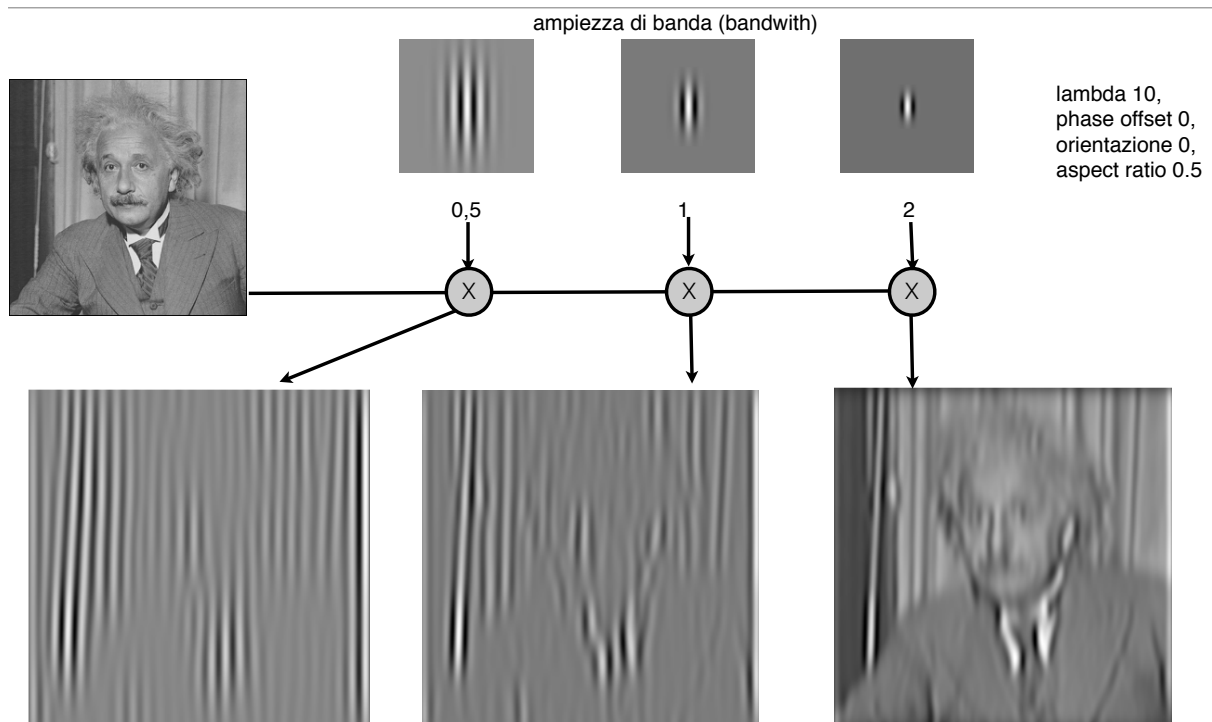 ampiezza di banda (bandwith)
lambda 10,
phase offset 0,
orientazione 0,
aspect ratio 0.5
0,5
1
2
X
X
X